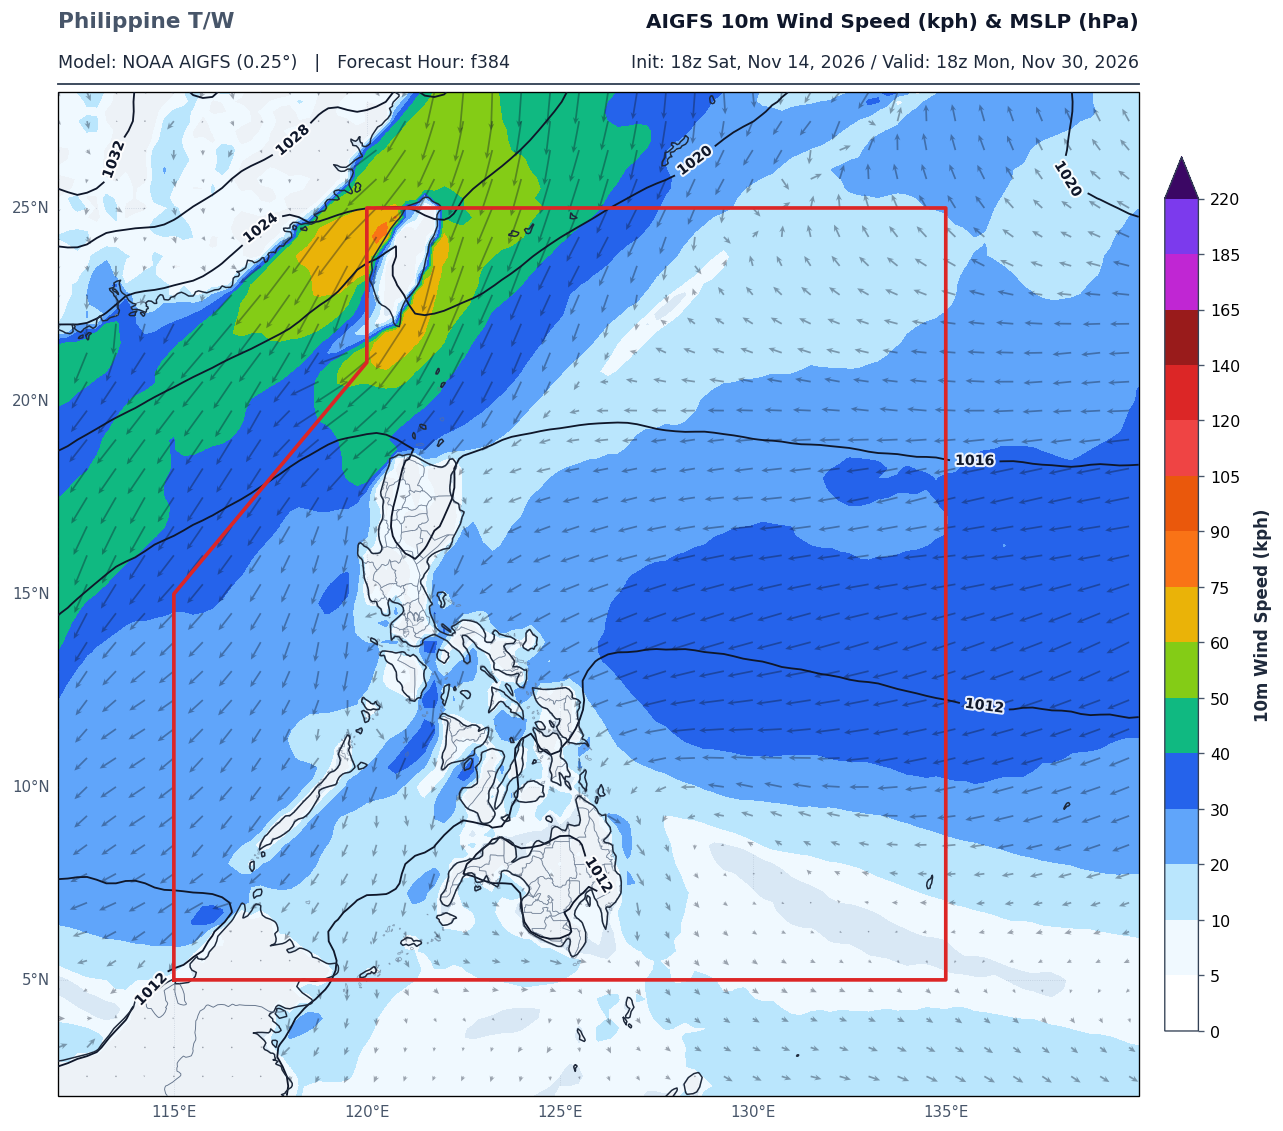 Philippine T/W
AIGFS 10m Wind Speed (kph) & MSLP (hPa)
Model: NOAA AIGFS (0.25°) | Forecast Hour: f384
Init: 18z Sat, Nov 14, 2026 / Valid: 18z Mon, Nov 30, 2026
1032
1028
1024
1020
1020
1016
1012
1012
1012
25°N
20°N
15°N
10°N
5°N
115°E
120°E
125°E
130°E
135°E
220
185
165
140
120
105
90
75
60
50
40
30
20
10
5
0
10m Wind Speed (kph)